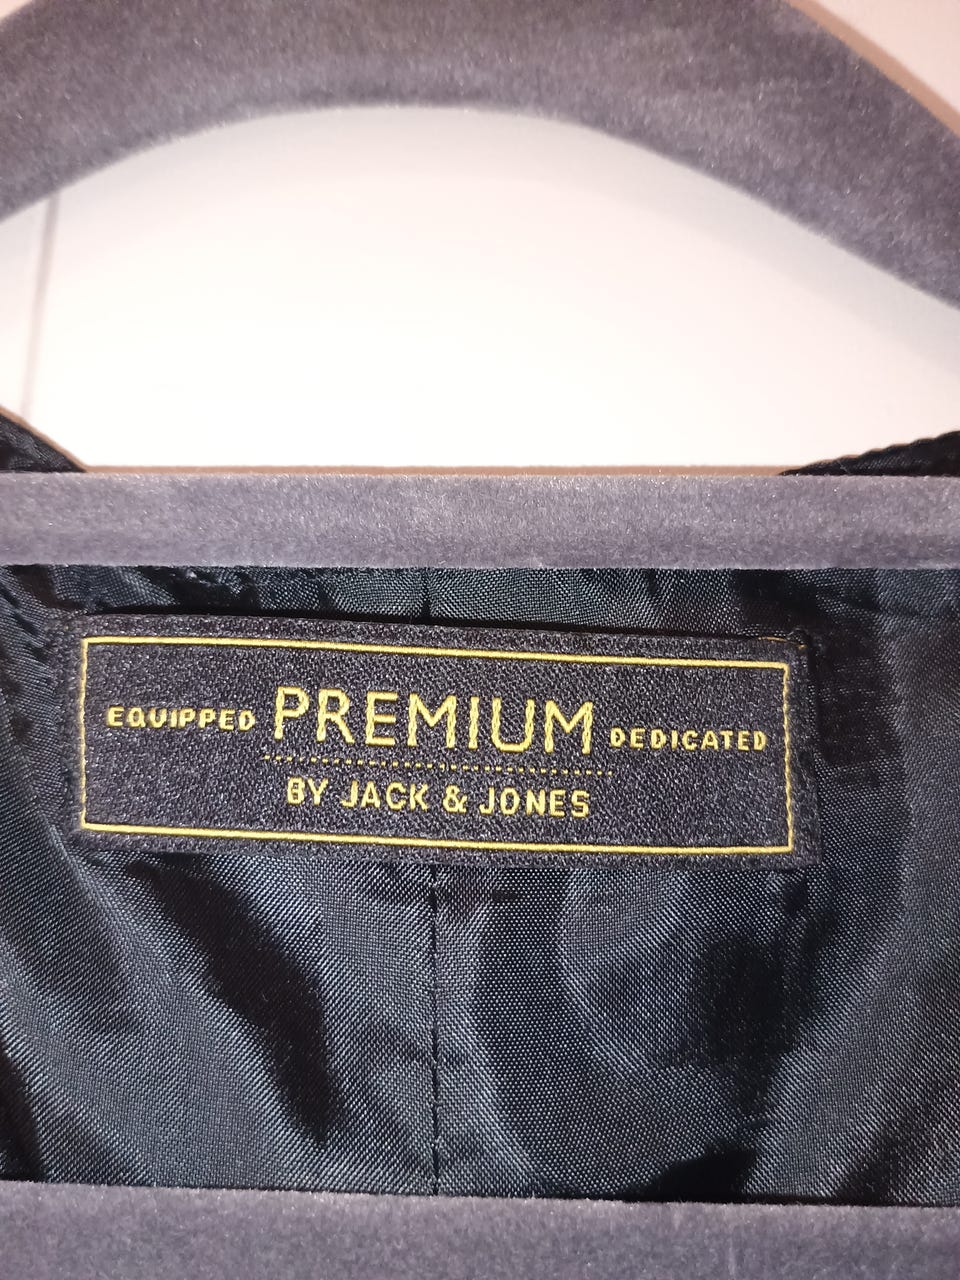 EQUIPPED PREMIUM DEDICATED
BY JACK & JONES